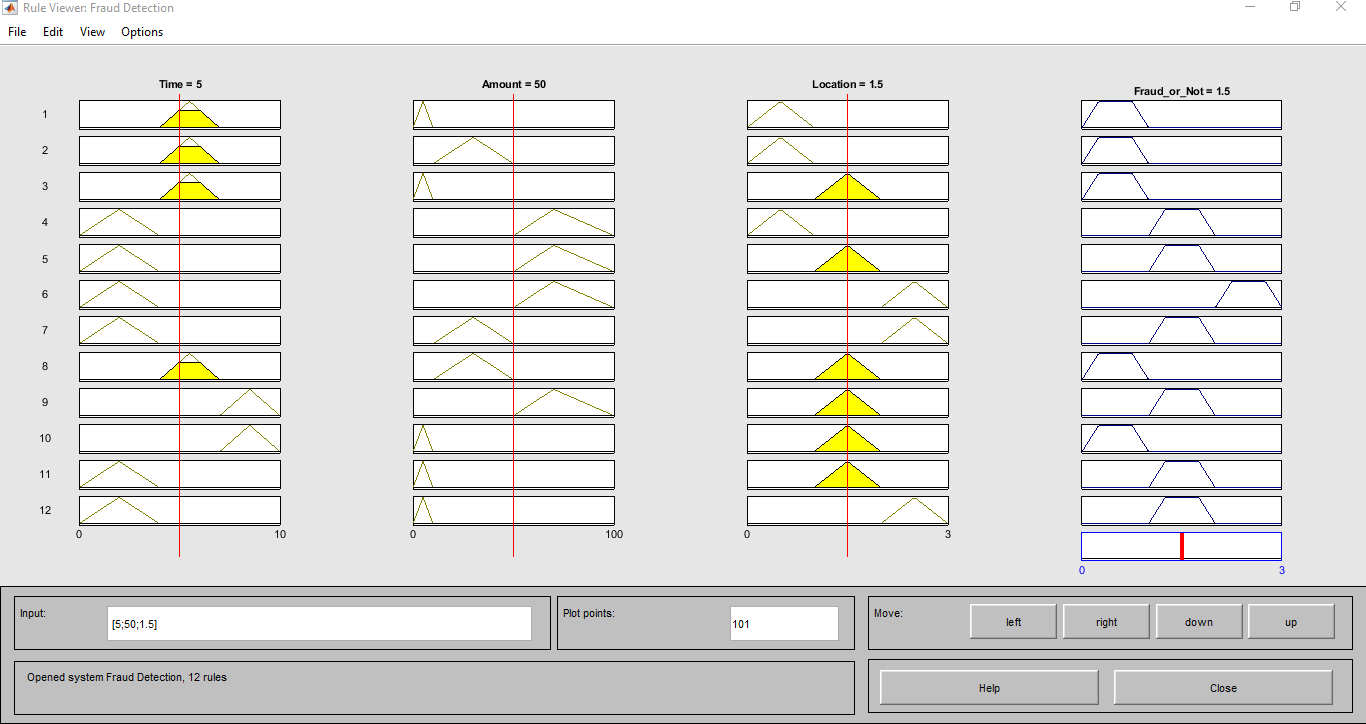 Rule Viewer: Fraud Detection
File Edit View Options
Time = 5 Amount = 50 Location = 1.5 Fraud_or_Not = 1.5
1
2
3
4
5
6
7
8
9
10
11
12
0 10 0 100 0 3
0 3
Input: [5;50;1.5] Plot points: 101 Move: left right down up
Opened system Fraud Detection, 12 rules Help Close